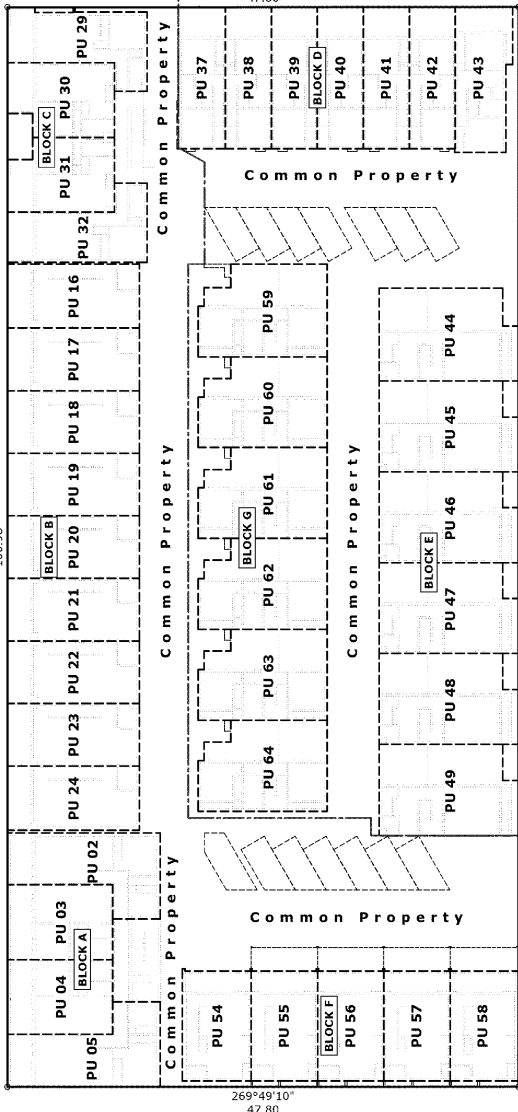 PU 29
PU 30
BLOCK C
PU 31
PU 32
Common Property
PU 37
PU 38
PU 39
BLOCK D
PU 40
PU 41
PU 42
PU 43
Common Property
PU 16
PU 17
PU 18
PU 19
BLOCK B
PU 20
PU 21
PU 22
PU 23
PU 24
Common Property
PU 59
PU 60
PU 61
BLOCK G
PU 62
PU 63
PU 64
Common Property
PU 44
PU 45
PU 46
BLOCK E
PU 47
PU 48
PU 49
PU 02
PU 03
BLOCK A
PU 04
PU 05
Common Property
Common Property
PU 54
PU 55
BLOCK F
PU 56
PU 57
PU 58
269°49'10"
47.80